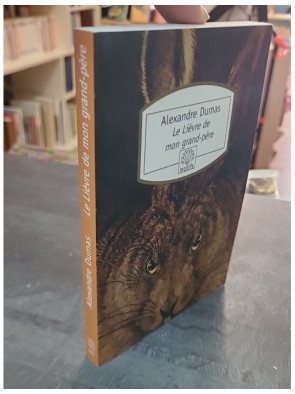 Alexandre Dumas
Le Lièvre de
mon grand-père
Alexandre Dumas Le Lièvre de mon grand-père